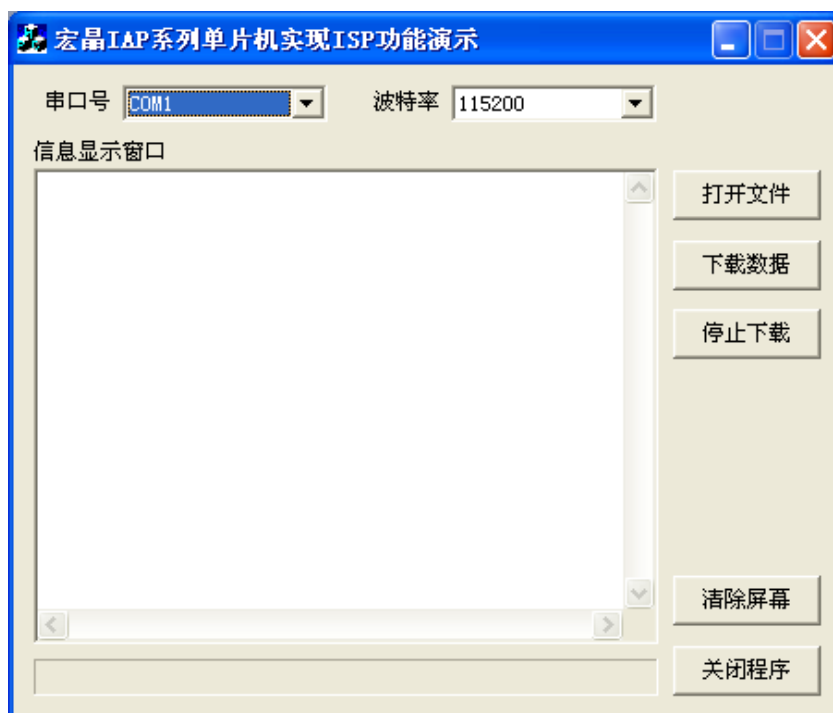 宏晶IAP系列单片机实现ISP功能演示
串口号 COM1 波特率 115200
信息显示窗口
打开文件
下载数据
停止下载
清除屏幕
关闭程序